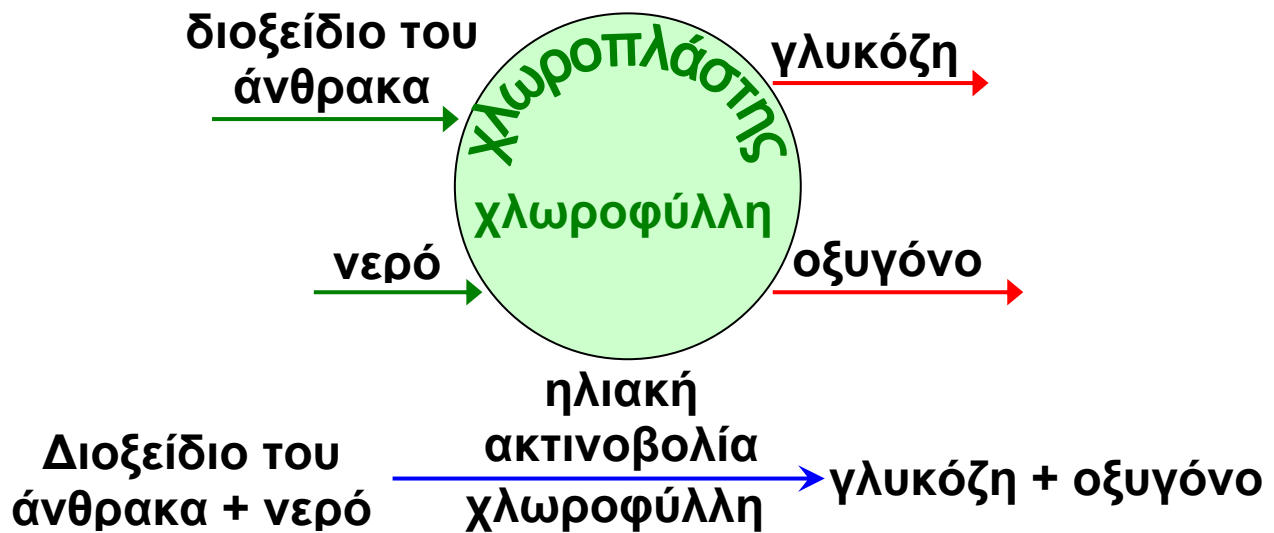 διοξείδιο του
άνθρακα
χλωροπλάστης
γλυκόζη
χλωροφύλλη
νερό
οξυγόνο
ηλιακή
ακτινοβολία
Διοξείδιο του
άνθρακα + νερό
χλωροφύλλη
γλυκόζη + οξυγόνο